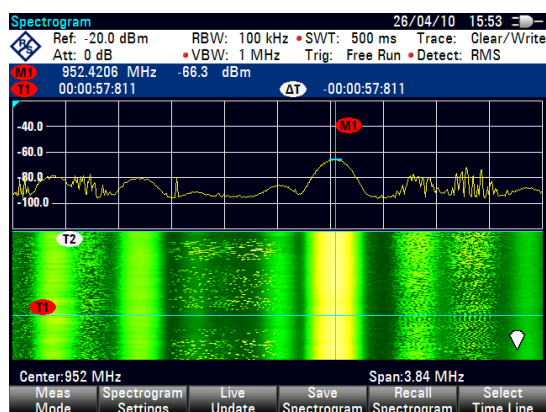 Spectrogram 26/04/10 15:53
Ref: -20.0 dBm RBW: 100 kHz SWT: 500 ms Trace: Clear/Write
Att: 0 dB VBW: 1 MHz Trig: Free Run Detect: RMS
M1 952.4206 MHz -66.3 dBm
T1 00:00:57:811 ΔT -00:00:57:811
-40.0
M1
-60.0
-80.0
-100.0
T2
T1
Center:952 MHz Span:3.84 MHz
Meas Mode
Spectrogram Settings
Live Update
Save Spectrogram
Recall Spectrogram
Select Time Line